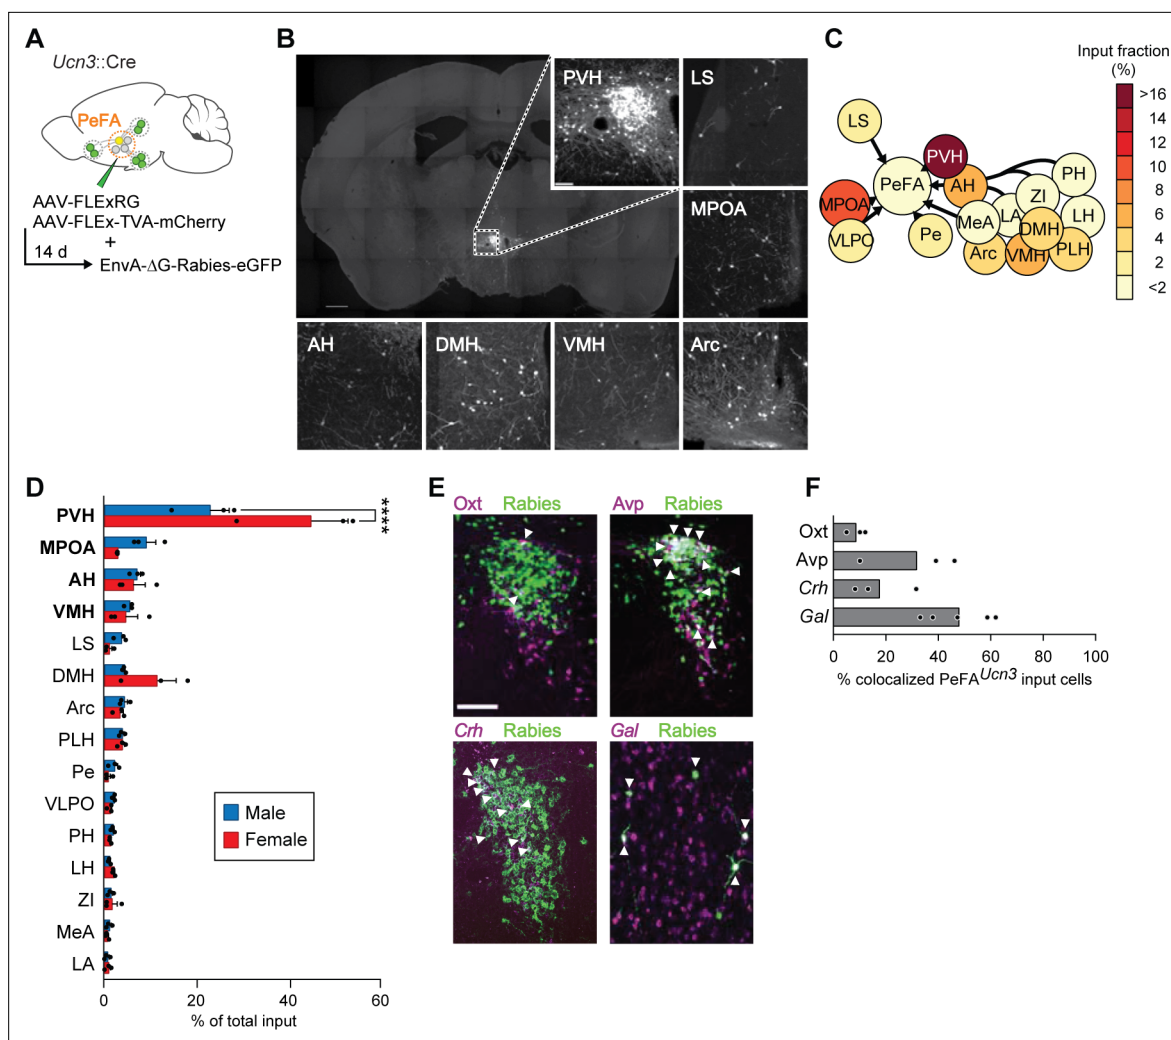 A
Ucn3::Cre
PeFA
AAV-FLExRG
AAV-FLEx-TVA-mCherry
+
14 d
EnvA-ΔG-Rabies-eGFP
B
PVH
LS
MPOA
AH
DMH
VMH
Arc
C
Input fraction
(%)
>16
14
12
10
8
6
4
2
<2
LS
PVH
PH
PeFA
AH
ZI
MPOA
LA
LH
MeA
DMH
VLPO
Pe
Arc
VMH
PLH
D
PVH
MPOA
AH
VMH
LS
DMH
Arc
PLH
Pe
VLPO
PH
LH
ZI
MeA
LA
****
Male
Female
0
20
40
60
% of total input
E
Oxt Rabies
Avp Rabies
Crh Rabies
Gal Rabies
F
Oxt
Avp
Crh
Gal
0
20
40
60
80
100
% colocalized PeFAUcn3 input cells